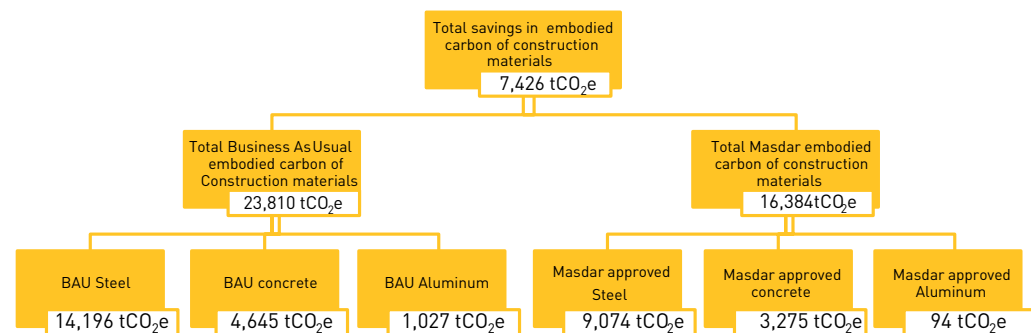 Total savings in embodied
carbon of construction
materials
7,426 tCO₂e
Total Business AsUsual
embodied carbon of
Construction materials
23,810 tCO₂e
Total Masdar embodied
carbon of construction
materials
16,384tCO₂e
BAU Steel
14,196 tCO₂e
BAU concrete
4,645 tCO₂e
BAU Aluminum
1,027 tCO₂e
Masdar approved
Steel
9,074 tCO₂e
Masdar approved
concrete
3,275 tCO₂e
Masdar approved
Aluminum
94 tCO₂e